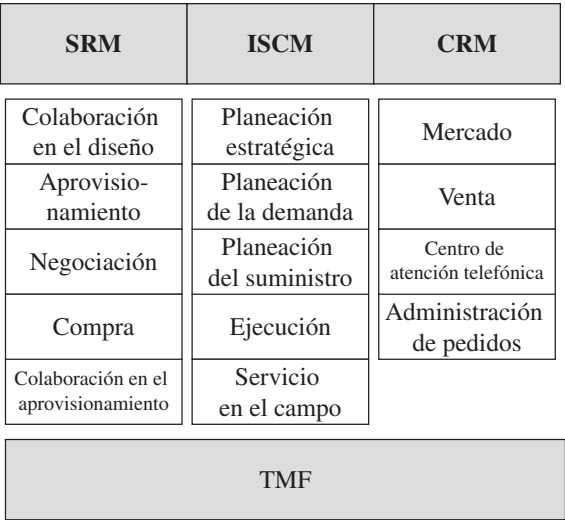 SRM
ISCM
CRM
Colaboración
en el diseño
Aprovisio-
namiento
Negociación
Compra
Colaboración en el
aprovisionamiento
Planeación
estratégica
Planeación
de la demanda
Planeación
del suministro
Ejecución
Servicio
en el campo
Mercado
Venta
Centro de
atención telefónica
Administración
de pedidos
TMF